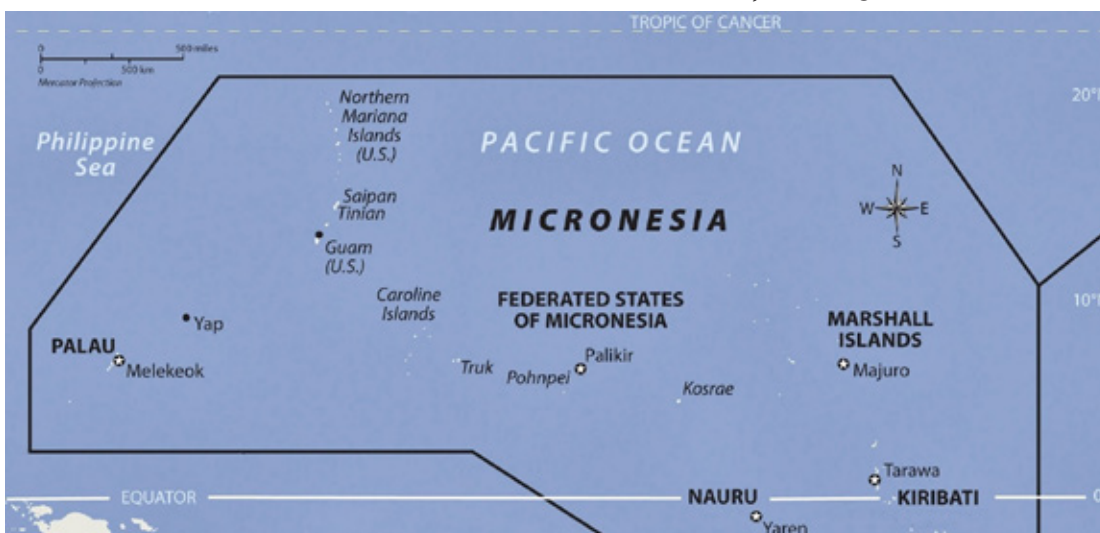 TROPIC OF CANCER
0 500 miles
0 500 km
Mercator Projection
20°
Philippine
Sea
Northern
Mariana
Islands
(U.S.)
PACIFIC OCEAN
N
W E
S
Saipan
Tinian
MICRONESIA
Guam
(U.S.)
Caroline
Islands
FEDERATED STATES
OF MICRONESIA
10°
MARSHALL
ISLANDS
Yap
PALAU
Melekeok
Truk
Pohnpei
Palikir
Kosrae
Majuro
Tarawa
EQUATOR
NAURU
KIRIBATI
Yaren